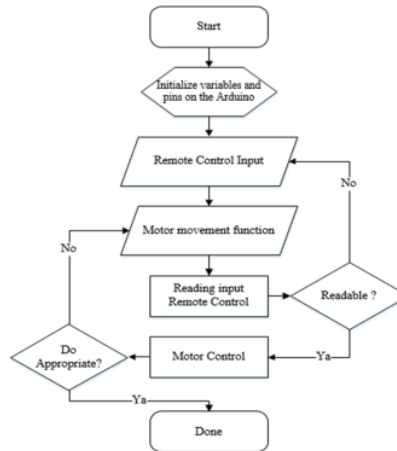 Start
Initialize variables and
pins on the Arduino
Remote Control Input
No
Motor movement function
No
Reading input
Remote Control
Readable ?
Do
Appropriate?
Motor Control
Ya
Ya
Done